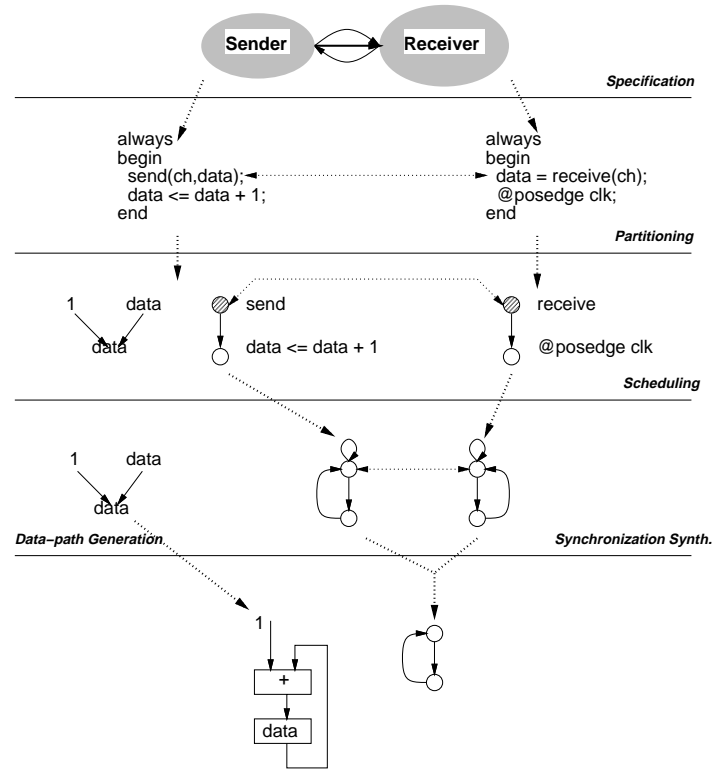 Sender
Receiver
Specification
always
begin
send(ch,data);
data <= data + 1;
end
always
begin
data = receive(ch);
@posedge clk;
end
Partitioning
1
data
send
receive
data
data <= data + 1
@posedge clk
Scheduling
1
data
data
Data–path Generation
Synchronization Synth.
1
+
data